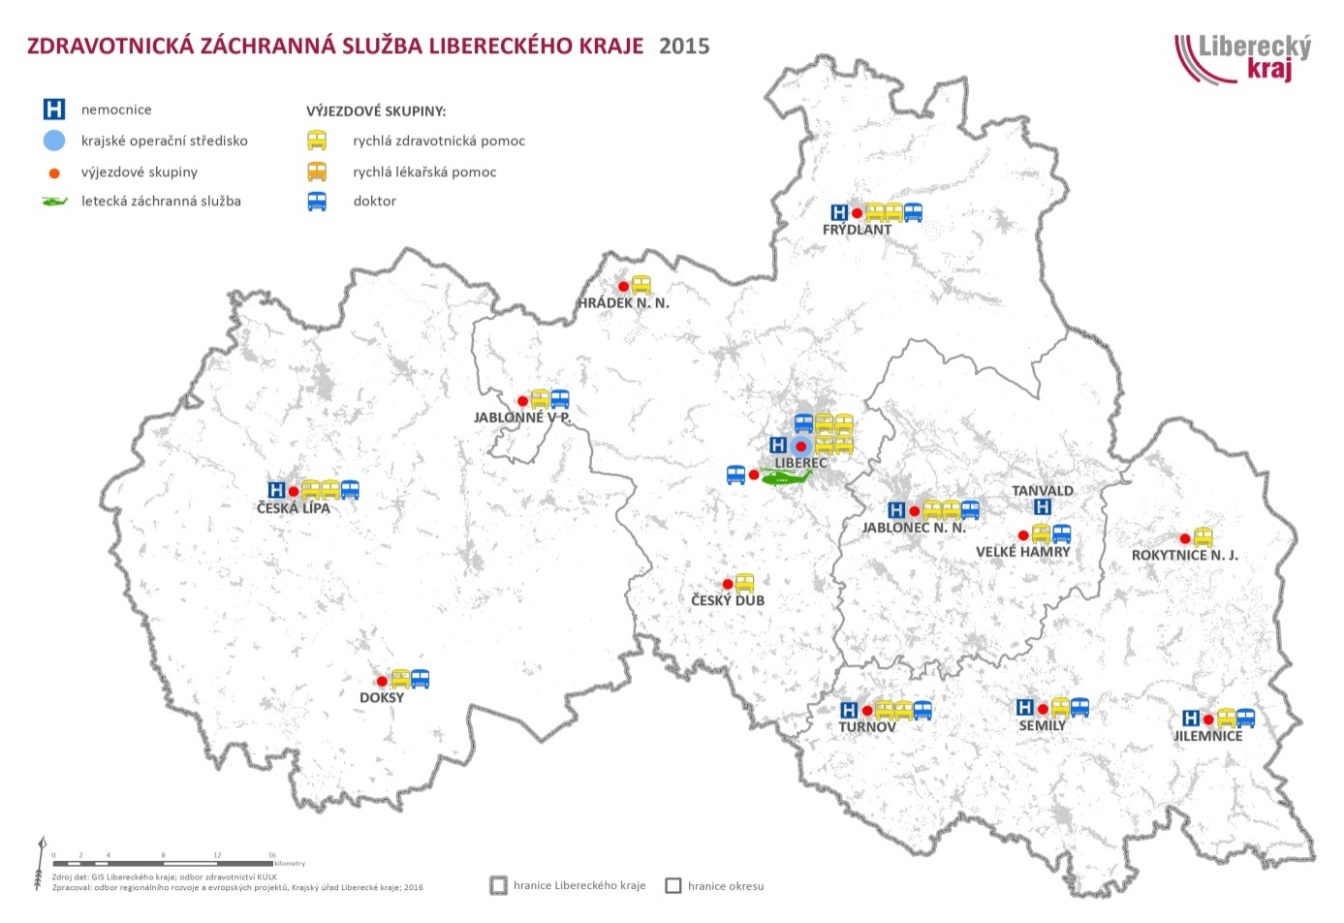 ZDRAVOTNICKÁ ZÁCHRANNÁ SLUŽBA LIBERECKÉHO KRAJE 2015
Liberecký
kraj
H nemocnice
krajské operační středisko
výjezdové skupiny
letecká záchranná služba
VÝJEZDOVÉ SKUPINY:
rychlá zdravotnická pomoc
rychlá lékařská pomoc
doktor
H
FRÝDLANT
HRÁDEK N. N.
JABLONNÉ V P.
H
LIBEREC
H
ČESKÁ LÍPA
H
JABLONEC N. N.
TANVALD
H
VELKÉ HAMRY
ROKYTNICE N. J.
ČESKÝ DUB
DOKSY
H
TURNOV
H
SEMILY
H
JILEMNICE
0 2 4 8 12 16
kilometry
Zdroj dat: GIS Libereckého kraje; odbor zdravotnictví KÚLK
Zpracoval: odbor regionálního rozvoje a evropských projektů, Krajský úřad Liberecké kraje; 2016
hranice Libereckého kraje
hranice okresu